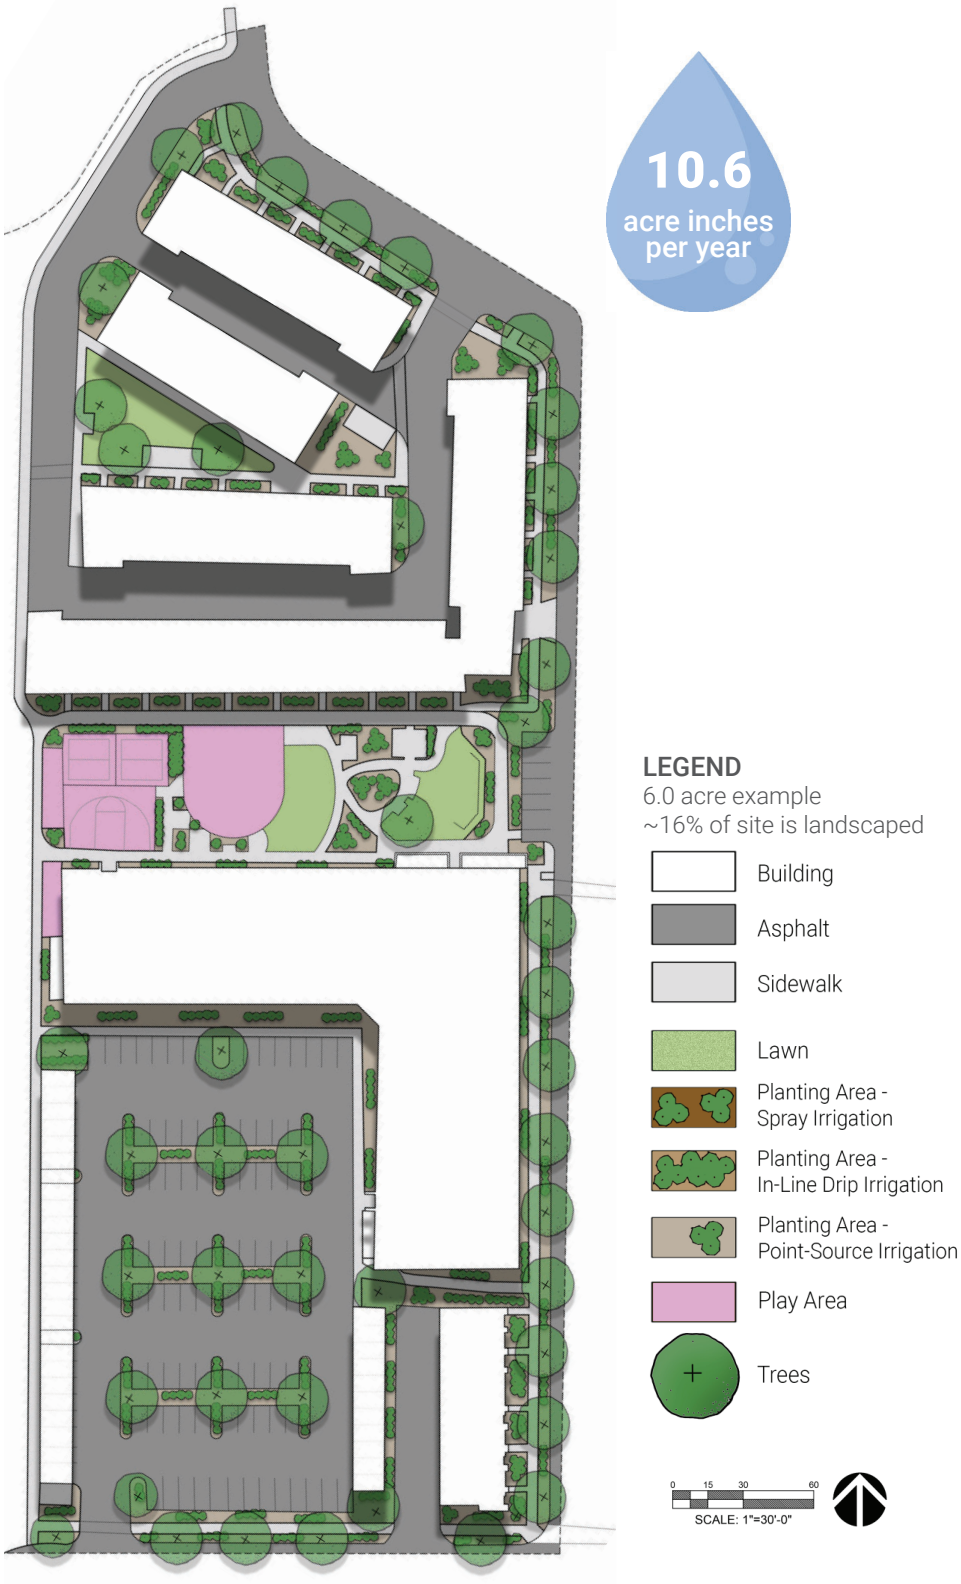 10.6
acre inches
per year
LEGEND
6.0 acre example
~16% of site is landscaped
Building
Asphalt
Sidewalk
Lawn
Planting Area -
Spray Irrigation
Planting Area -
In-Line Drip Irrigation
Planting Area -
Point-Source Irrigation
Play Area
Trees
0 15 30 60
SCALE: 1"=30'-0"